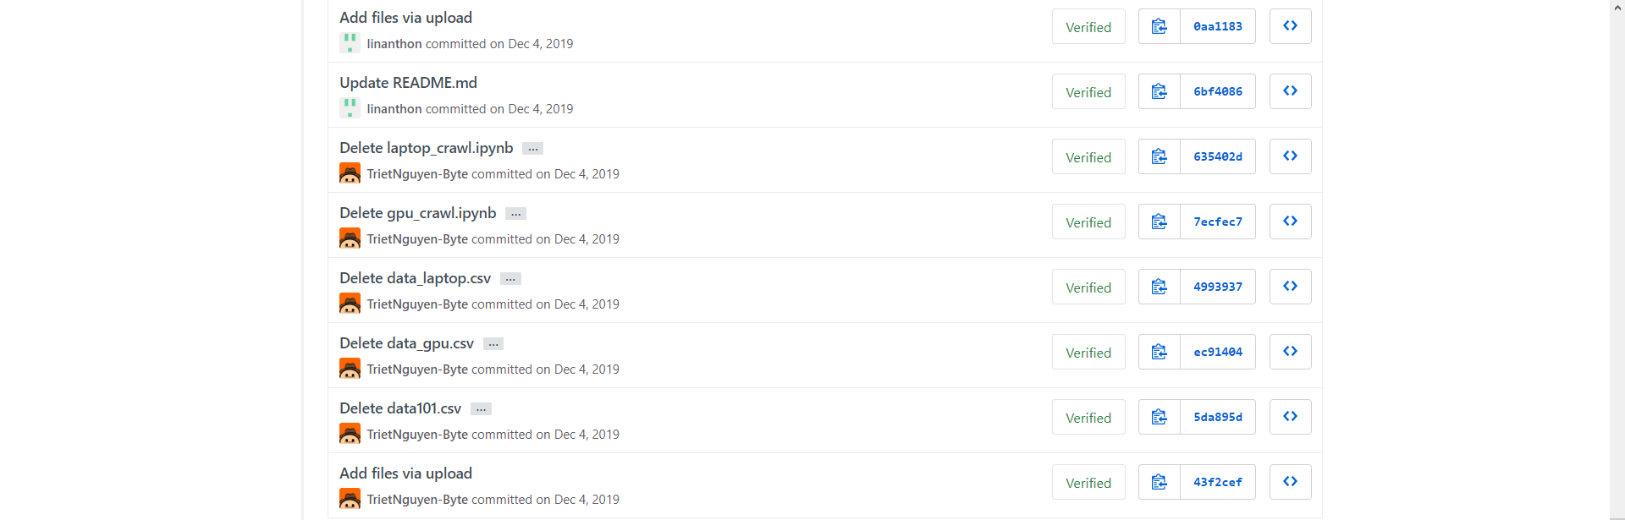 Add files via upload
linanthon committed on Dec 4, 2019
Verified
0aa1183
Update README.md
linanthon committed on Dec 4, 2019
Verified
6bf4086
Delete laptop_crawl.ipynb ...
TrietNguyen-Byte committed on Dec 4, 2019
Verified
635402d
Delete gpu_crawl.ipynb ...
TrietNguyen-Byte committed on Dec 4, 2019
Verified
7ecfec7
Delete data_laptop.csv ...
TrietNguyen-Byte committed on Dec 4, 2019
Verified
4993937
Delete data_gpu.csv ...
TrietNguyen-Byte committed on Dec 4, 2019
Verified
ec91404
Delete data101.csv ...
TrietNguyen-Byte committed on Dec 4, 2019
Verified
5da895d
Add files via upload
TrietNguyen-Byte committed on Dec 4, 2019
Verified
43f2cef